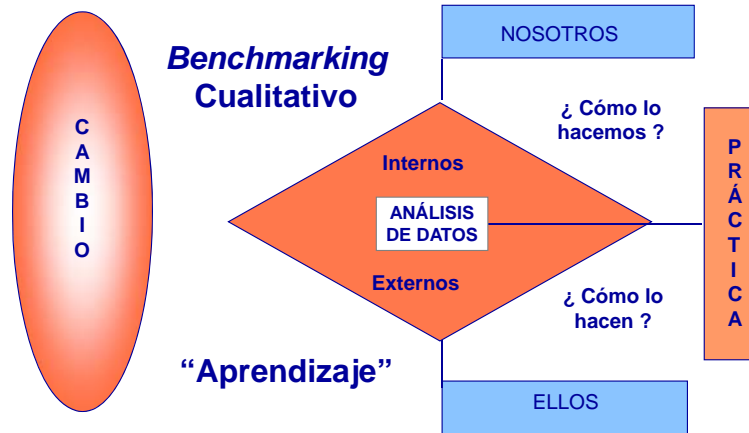 NOSOTROS
Benchmarking
Cualitativo
¿ Cómo lo
hacemos ?
C
A
M
B
I
O
Internos
ANÁLISIS
DE DATOS
Externos
P
R
Á
C
T
I
C
A
¿ Cómo lo
hacen ?
“Aprendizaje”
ELLOS